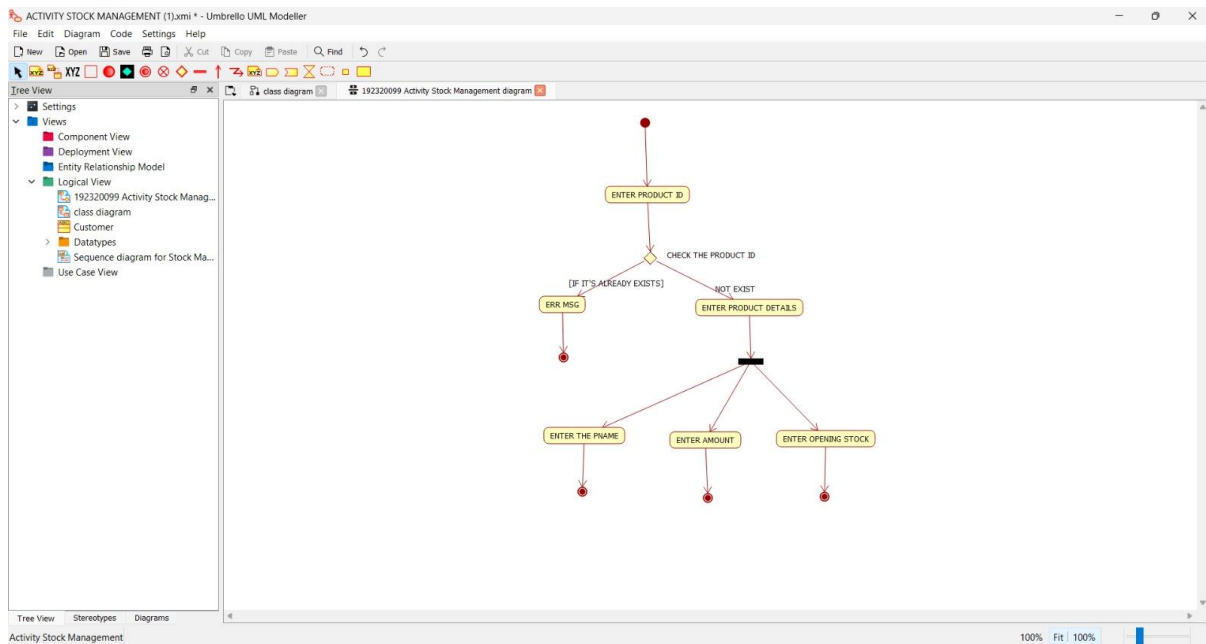 ACTIVITY STOCK MANAGEMENT (1).xmi * - Umbrello UML Modeller
File Edit Diagram Code Settings Help
New Open Save Cut Copy Paste Find
XYZ XYZ XYZ
Tree View
class diagram
192320099 Activity Stock Management diagram
Settings
Views
Component View
Deployment View
Entity Relationship Model
Logical View
192320099 Activity Stock Manag...
class diagram
Customer
Datatypes
Sequence diagram for Stock Ma...
Use Case View
ENTER PRODUCT ID
CHECK THE PRODUCT ID
[IF IT'S ALREADY EXISTS]
NOT EXIST
ERR MSG
ENTER PRODUCT DETAILS
ENTER THE PNAME
ENTER AMOUNT
ENTER OPENING STOCK
Tree View Stereotypes Diagrams
Activity Stock Management
100% Fit 100%